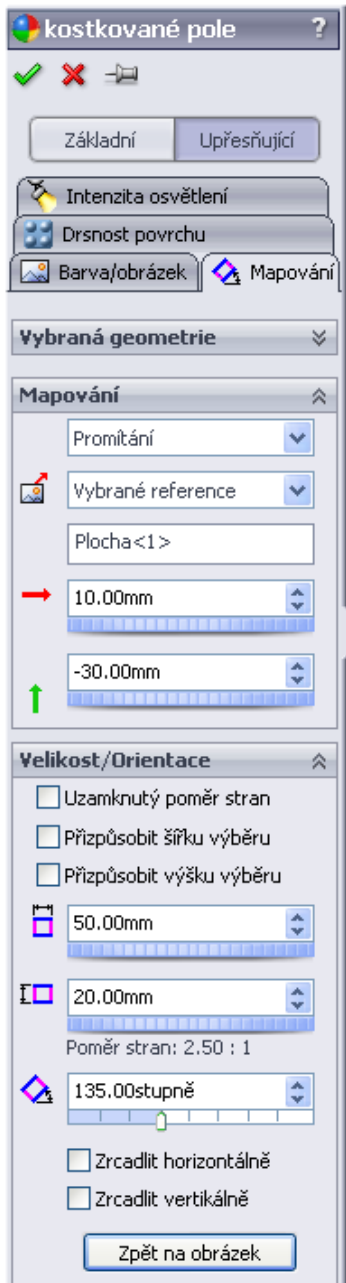 kostkované pole ?
Základní Upřesňující
Intenzita osvětlení
Drsnost povrchu
Barva/obrázek Mapování
Vybraná geometrie
Mapování
Promítání
Vybrané reference
Plocha<1>
10.00mm
-30.00mm
Velikost/Orientace
Uzamknutý poměr stran
Přizpůsobit šířku výběru
Přizpůsobit výšku výběru
50.00mm
20.00mm
Poměr stran: 2.50 : 1
135.00stupně
Zrcadlit horizontálně
Zrcadlit vertikálně
Zpět na obrázek